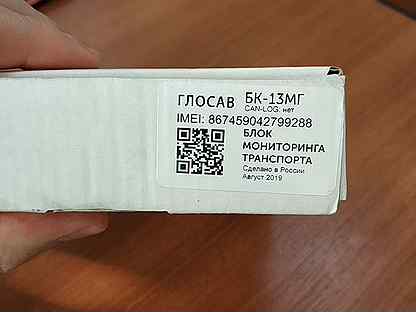 ГЛОСАВ БК-13МГ
CAN-LOG: нет
IMEI: 867459042799288
БЛОК
МОНИТОРИНГА
ТРАНСПОРТА
Сделано в России
Август 2019